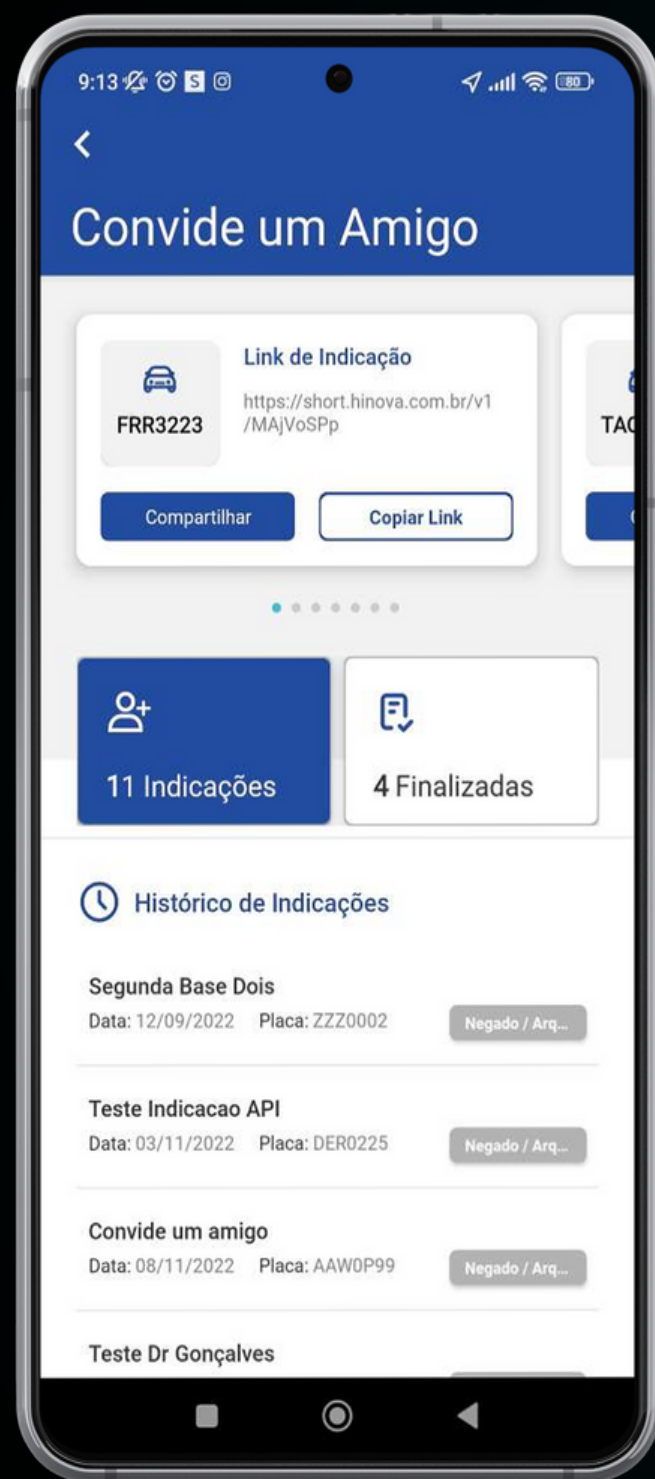 9:13
80
Convide um Amigo
Link de Indicação
https://short.hinova.com.br/v1
/MAjVoSPp
FRR3223
Compartilhar
Copiar Link
TAC
11 Indicações
4 Finalizadas
Histórico de Indicações
Segunda Base Dois
Data: 12/09/2022 Placa: ZZZ0002
Negado / Arq...
Teste Indicacao API
Data: 03/11/2022 Placa: DER0225
Negado / Arq...
Convide um amigo
Data: 08/11/2022 Placa: AAW0P99
Negado / Arq...
Teste Dr Gonçalves